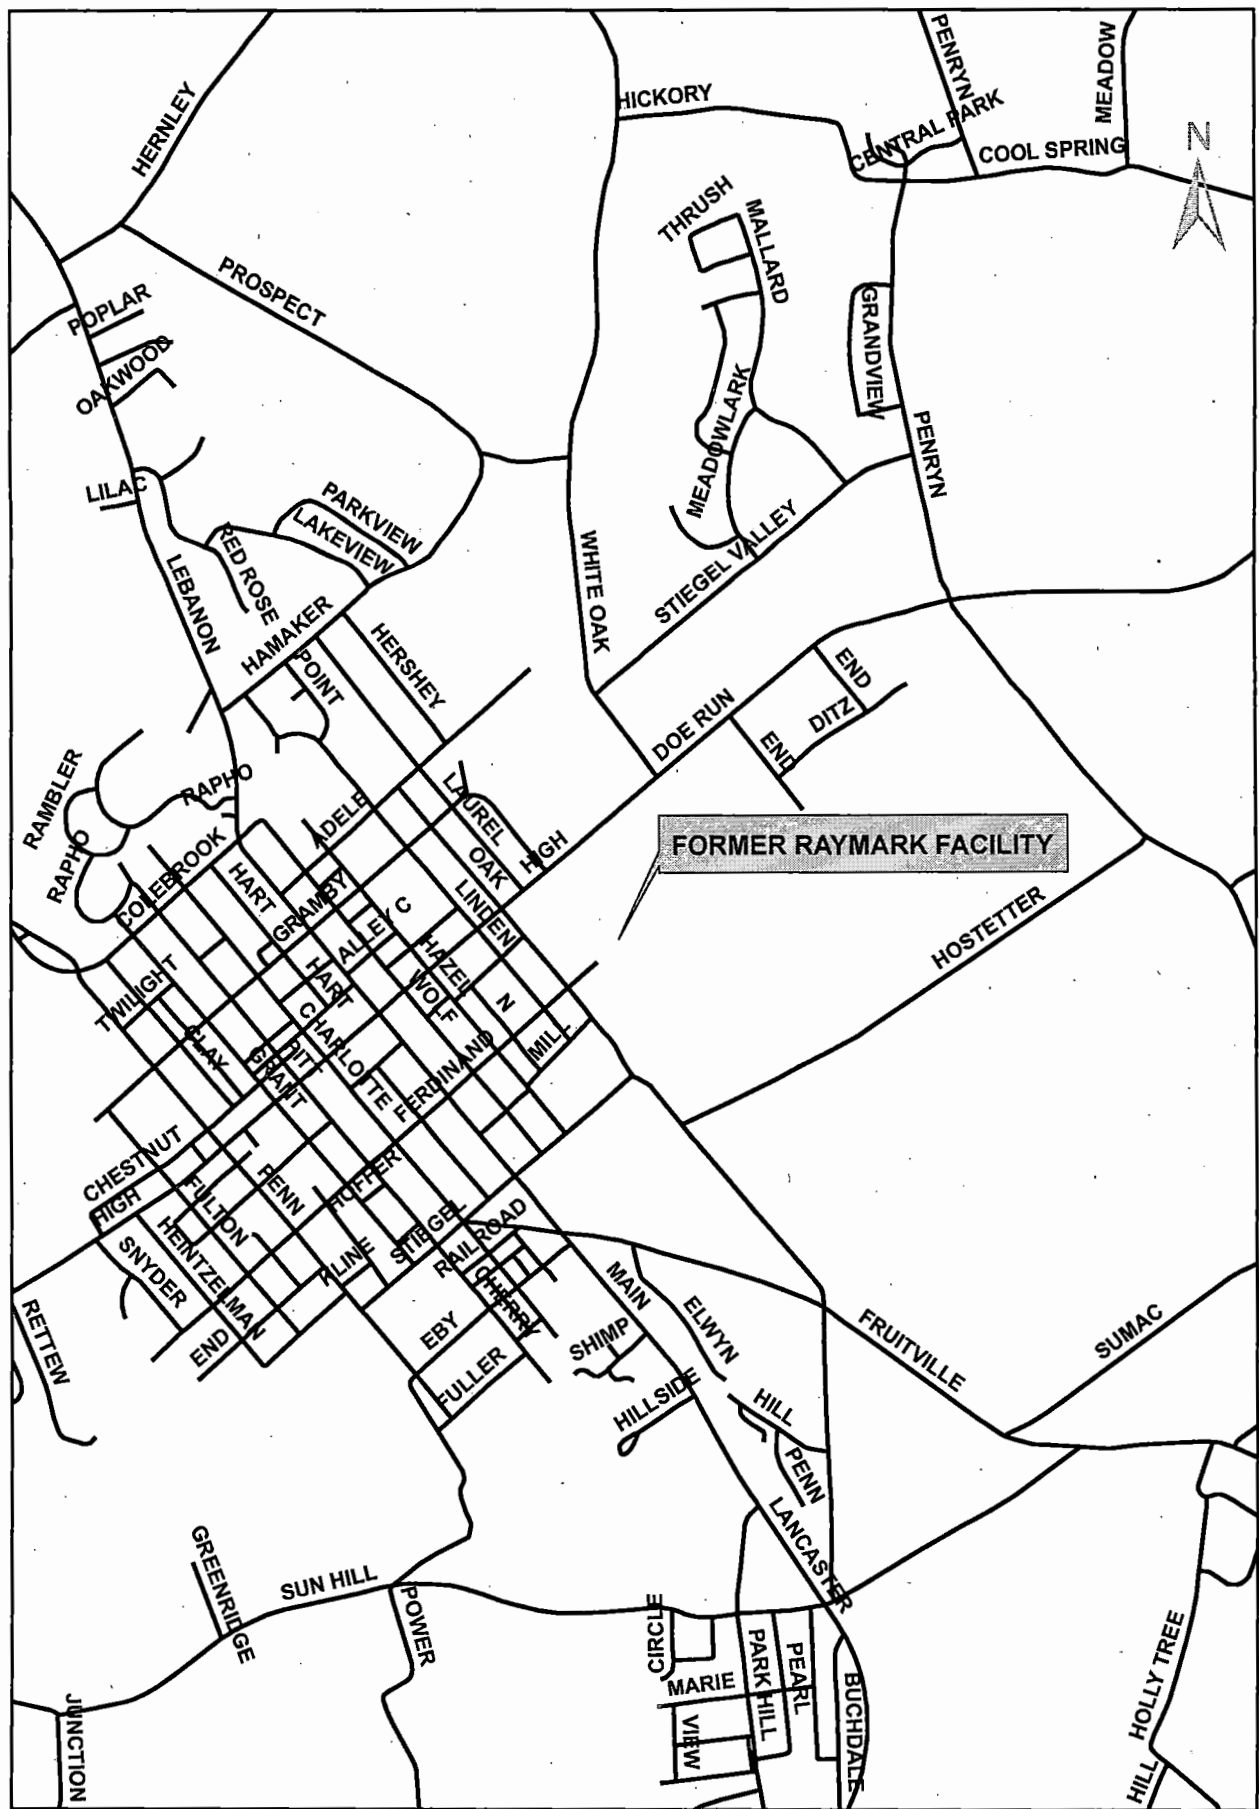 PENRYN
MEADOW
HERNLEY
HICKORY
CENTRAL PARK
COOL SPRING
N
THRUSH
MALLARD
PROSPECT
POPLAR
GRANDVIEW
OAKWOOD
MEADOWLARK
PENRYN
LILAC
PARKVIEW
LAKEVIEW
RED ROSE
LEBANON
WHITE OAK
STIEGEL VALLEY
HAMAKER
HERSHEY
POINT
END
DITZ
DOE RUN
END
RAMBLER
RAPHO
ADELE
LAUREL
RAPHO
COLEBROOK
HART
OAK
HIGH
FORMER RAYMARK FACILITY
GRAMBY
LINDEN
ALLEY C
HOSTETTER
TWILIGHT
HART
HAZEL
WOLF
N
CHARLOTTE
CLAY
PITT
GRANT
MILL
FERDINAND
CHESTNUT
HIGH
FULTON
PENN
HOFFER
HEINTZELMAN
STIEGEL
RAILROAD
SNYDER
KLINE
CHERRY
MAIN
ELWYN
END
EBY
SHIMP
FRUITVILLE
SUMAC
RETTEW
FULLER
HILLSIDE
HILL
PENN
LANCASTER
GREENRIDGE
SUN HILL
POWER
CIRCLE
PARK HILL
PEARL
MARIE
VIEW
BUCHDALE
HOLLY TREE
JUNCTION
HILL